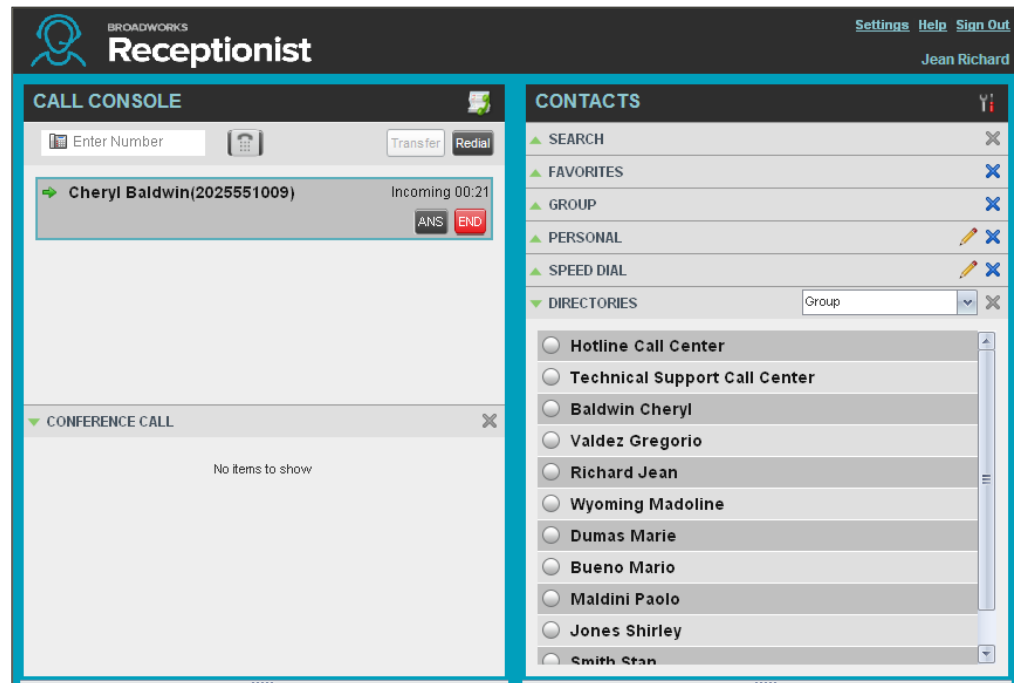 BROADWORKS
Receptionist
Settings Help Sign Out
Jean Richard
CALL CONSOLE
Enter Number
Transfer
Redial
Cheryl Baldwin(2025551009)
Incoming 00:21
ANS
END
CONFERENCE CALL
No items to show
CONTACTS
SEARCH
FAVORITES
GROUP
PERSONAL
SPEED DIAL
DIRECTORIES
Group
Hotline Call Center
Technical Support Call Center
Baldwin Cheryl
Valdez Gregorio
Richard Jean
Wyoming Madoline
Dumas Marie
Bueno Mario
Maldini Paolo
Jones Shirley
Smith Stan